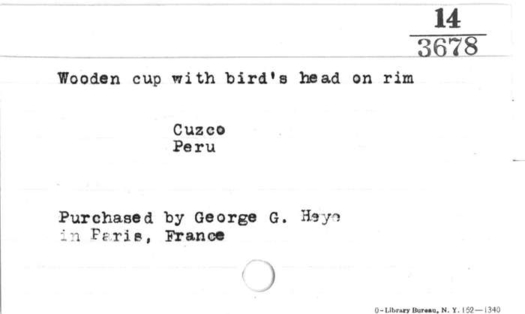 14
3678
Wooden cup with bird's head on rim
Cuzco
Peru
Purchased by George G. Heye
in Paris, France
0-Library Bureau, N. Y. 152—1340